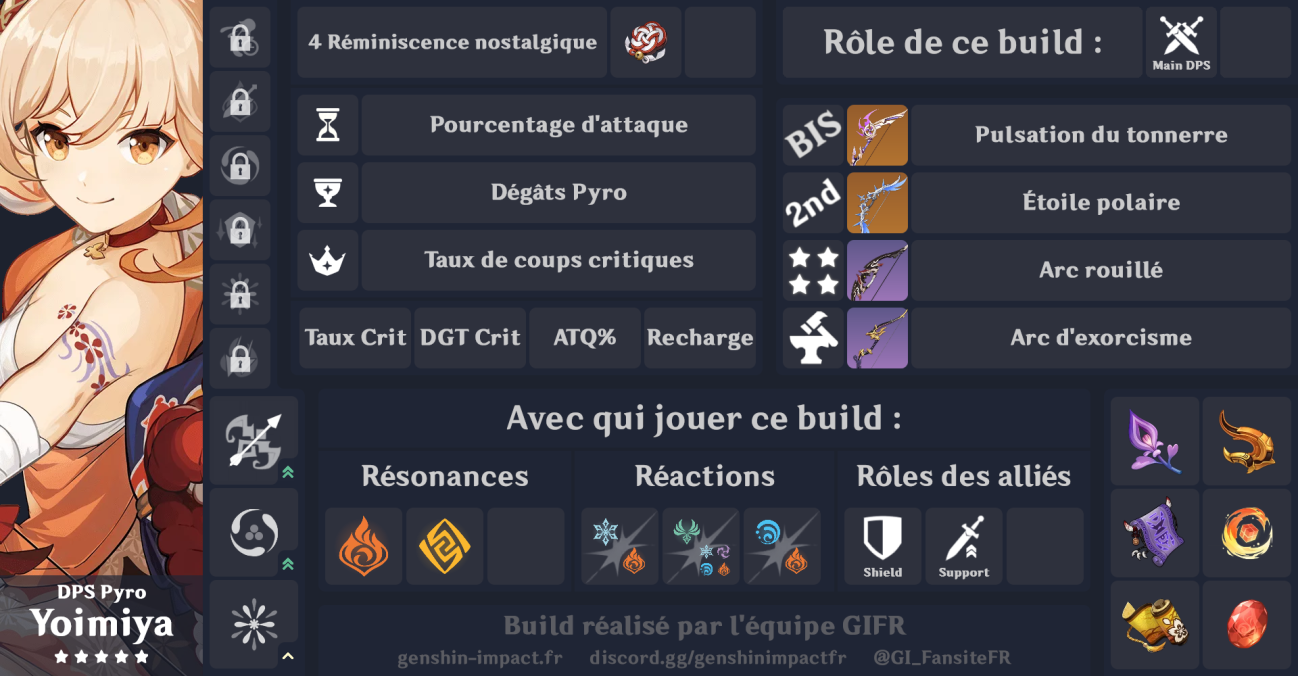 4 Réminiscence nostalgique
Pourcentage d'attaque
Dégâts Pyro
Taux de coups critiques
Taux Crit
DGT Crit
ATQ%
Recharge
Rôle de ce build :
Main DPS
BIS
Pulsation du tonnerre
2nd
Étoile polaire
Arc rouillé
Arc d'exorcisme
Avec qui jouer ce build :
Résonances
Réactions
Rôles des alliés
Shield
Support
DPS Pyro
Yoimiya
Build réalisé par l'équipe GIFR
genshin-impact.fr discord.gg/genshinimpactfr @GI_FansiteFR